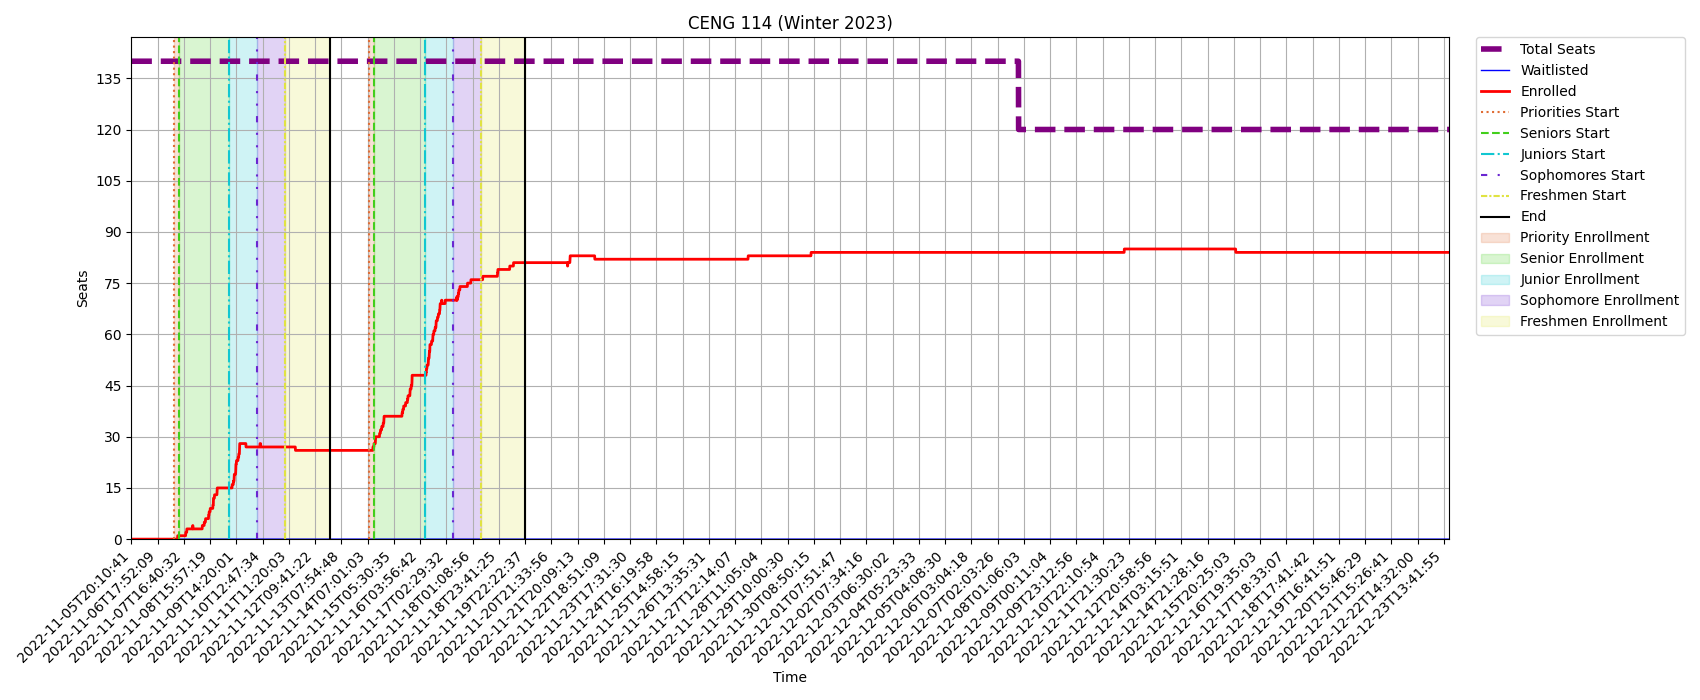 CENG 114 (Winter 2023)
Seats
135
120
105
90
75
60
45
30
15
0
2022-11-05T20:10:41
2022-11-06T17:52:09
2022-11-07T16:40:32
2022-11-08T15:57:19
2022-11-09T14:20:01
2022-11-10T12:47:34
2022-11-11T11:20:03
2022-11-12T09:41:22
2022-11-13T07:54:48
2022-11-14T07:01:03
2022-11-15T05:30:35
2022-11-16T03:56:42
2022-11-17T02:29:32
2022-11-18T01:08:56
2022-11-18T23:41:25
2022-11-19T22:22:37
2022-11-20T21:33:56
2022-11-21T20:09:13
2022-11-22T18:51:09
2022-11-23T17:31:30
2022-11-24T16:19:58
2022-11-25T14:58:15
2022-11-26T13:35:31
2022-11-27T12:14:07
2022-11-28T11:05:04
2022-11-29T10:00:30
2022-11-30T08:50:15
2022-12-01T07:51:47
2022-12-02T07:34:16
2022-12-03T06:30:02
2022-12-04T05:23:33
2022-12-05T04:08:30
2022-12-06T03:04:18
2022-12-07T02:03:26
2022-12-08T01:06:03
2022-12-09T00:11:04
2022-12-09T23:12:56
2022-12-10T22:10:54
2022-12-11T21:30:23
2022-12-12T20:58:56
2022-12-14T03:15:51
2022-12-14T21:28:16
2022-12-15T20:25:03
2022-12-16T19:35:03
2022-12-17T18:33:07
2022-12-18T17:41:42
2022-12-19T16:41:51
2022-12-20T15:46:29
2022-12-21T15:26:41
2022-12-22T14:32:00
2022-12-23T13:41:55
Time
Total Seats
Waitlisted
Enrolled
Priorities Start
Seniors Start
Juniors Start
Sophomores Start
Freshmen Start
End
Priority Enrollment
Senior Enrollment
Junior Enrollment
Sophomore Enrollment
Freshmen Enrollment